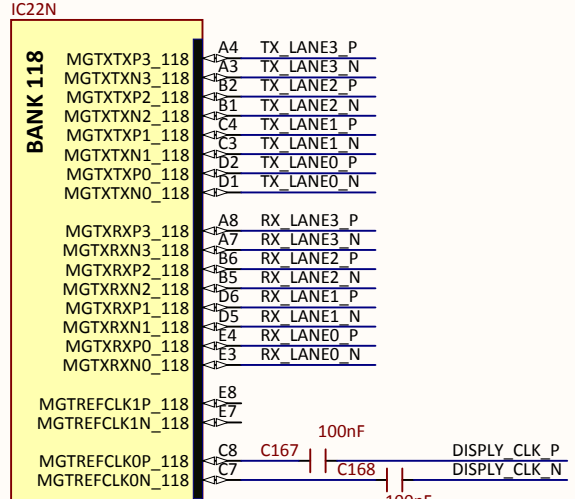 IC22N
BANK 118
MGTXTXP3_118 A4 TX_LANE3_P
MGTXTXN3_118 A3 TX_LANE3_N
MGTXTXP2_118 B2 TX_LANE2_P
MGTXTXN2_118 B1 TX_LANE2_N
MGTXTXP1_118 C4 TX_LANE1_P
MGTXTXN1_118 C3 TX_LANE1_N
MGTXTXP0_118 D2 TX_LANE0_P
MGTXTXN0_118 D1 TX_LANE0_N
MGTXRXP3_118 A8 RX_LANE3_P
MGTXRXN3_118 A7 RX_LANE3_N
MGTXRXP2_118 B6 RX_LANE2_P
MGTXRXN2_118 B5 RX_LANE2_N
MGTXRXP1_118 D6 RX_LANE1_P
MGTXRXN1_118 D5 RX_LANE1_N
MGTXRXP0_118 E4 RX_LANE0_P
MGTXRXN0_118 E3 RX_LANE0_N
MGTREFCLK1P_118 E8
MGTREFCLK1N_118 E7
100nF
MGTREFCLK0P_118 C8 C167 DISPLY_CLK_P
MGTREFCLK0N_118 C7 C168 DISPLY_CLK_N
100nF